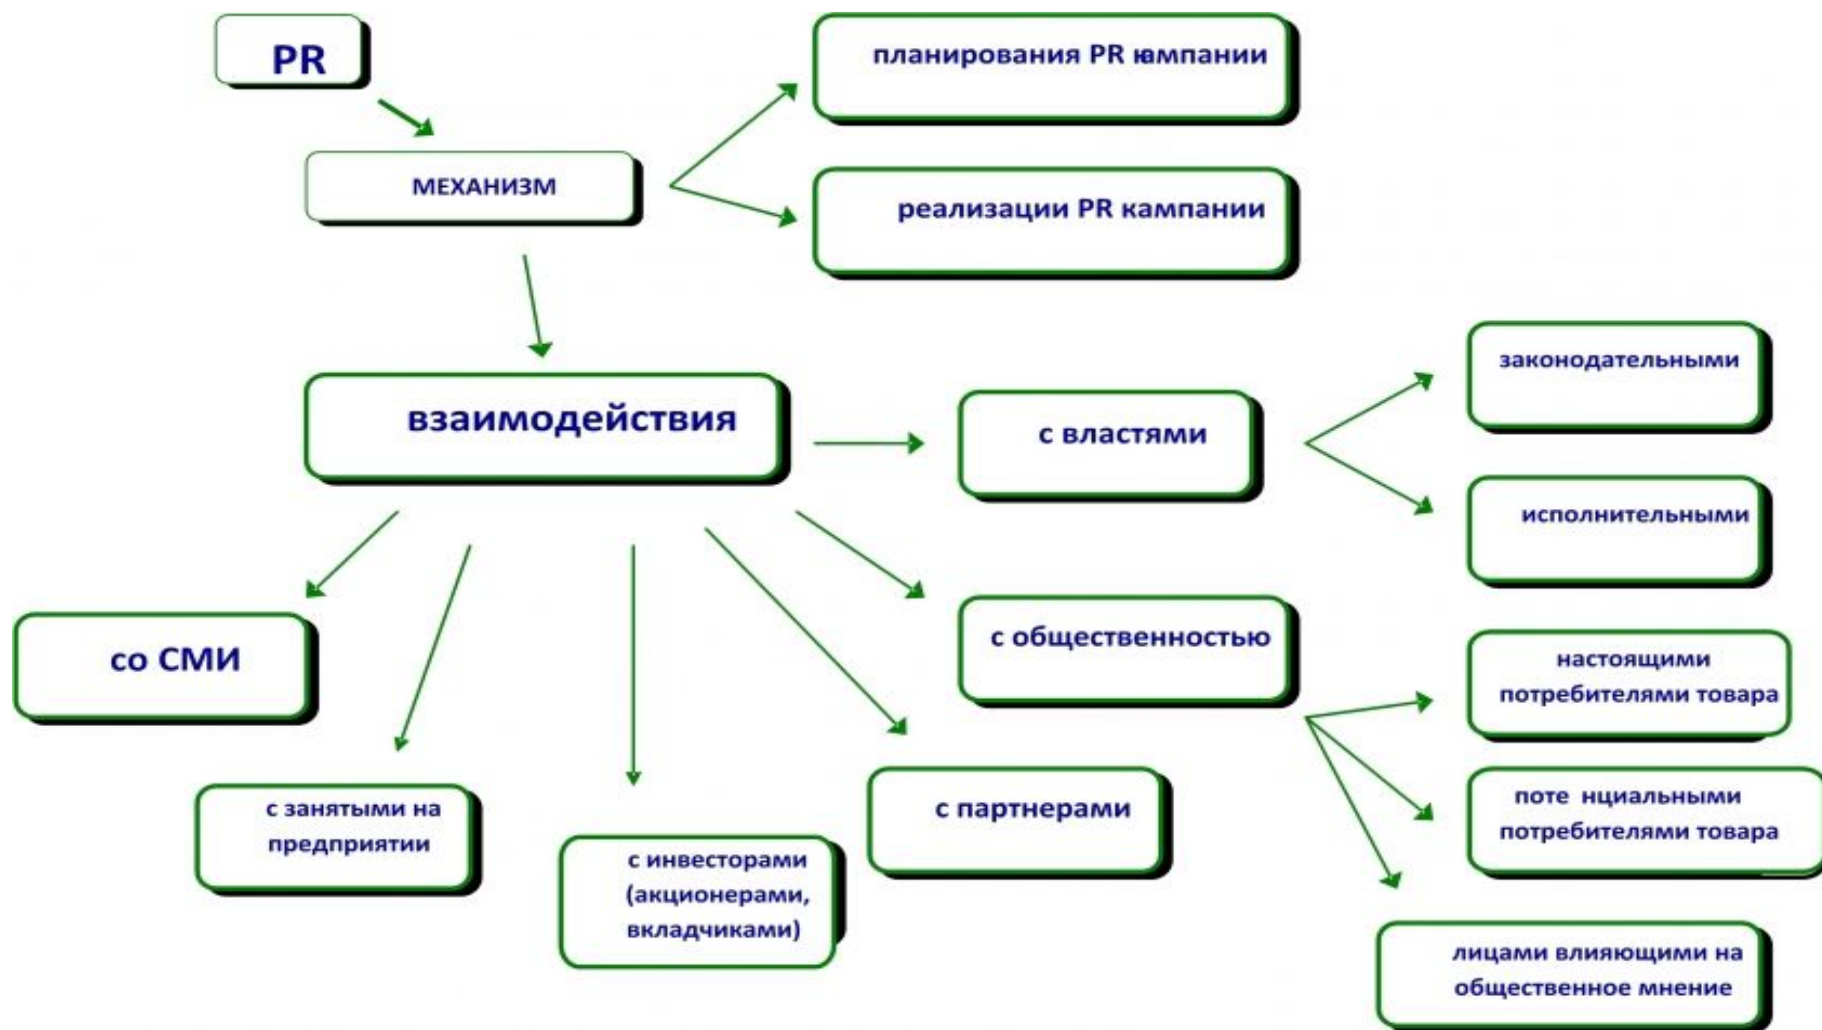 PR
планирования PR кампании
МЕХАНИЗМ
реализации PR кампании
взаимодействия
с властями
законодательными
исполнительными
со СМИ
с общественностью
настоящими
потребителями товара
с занятыми на
предприятии
с инвесторами
(акционерами,
вкладчиками)
с партнерами
поте нциальными
потребителями товара
лицами влияющими на
общественное мнение